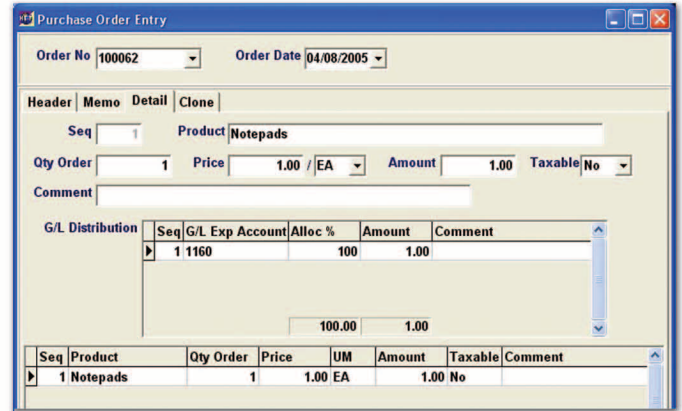 Purchase Order Entry
Order No 100062 Order Date 04/08/2005
Header Memo Detail Clone
Seq 1 Product Notepads
Qty Order 1 Price 1.00 / EA Amount 1.00 Taxable No
Comment
G/L Distribution Seq G/L Exp Account Alloc % Amount Comment
1 1160 100 1.00
100.00 1.00
Seq Product Qty Order Price UM Amount Taxable Comment
1 Notepads 1 1.00 EA 1.00 No